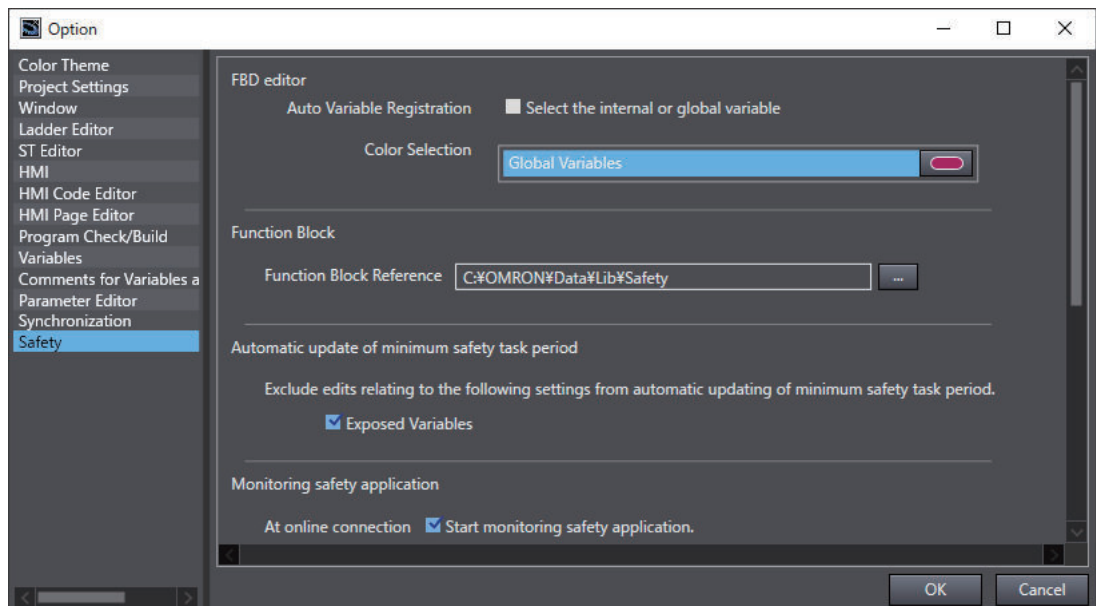 Option
Color Theme
Project Settings
Window
Ladder Editor
ST Editor
HMI
HMI Code Editor
HMI Page Editor
Program Check/Build
Variables
Comments for Variables a
Parameter Editor
Synchronization
Safety
FBD editor
Auto Variable Registration Select the internal or global variable
Color Selection Global Variables
Function Block
Function Block Reference C:¥OMRON¥Data¥Lib¥Safety ...
Automatic update of minimum safety task period
Exclude edits relating to the following settings from automatic updating of minimum safety task period.
Exposed Variables
Monitoring safety application
At online connection Start monitoring safety application.
OK Cancel